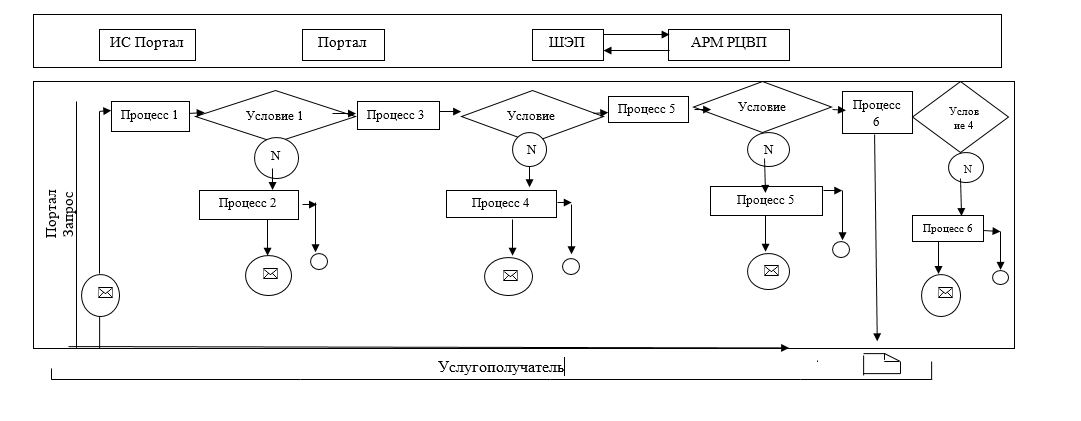 ИС Портал
Портал
ШЭП
АРМ РЦВП
Портал
Запрос
Процесс 1
Условие 1
Процесс 3
Условие
Процесс 5
Условие
Процесс
6
Услов
ие 4
N
N
N
N
Процесс 2
Процесс 4
Процесс 5
Процесс 6
Услугополучатель